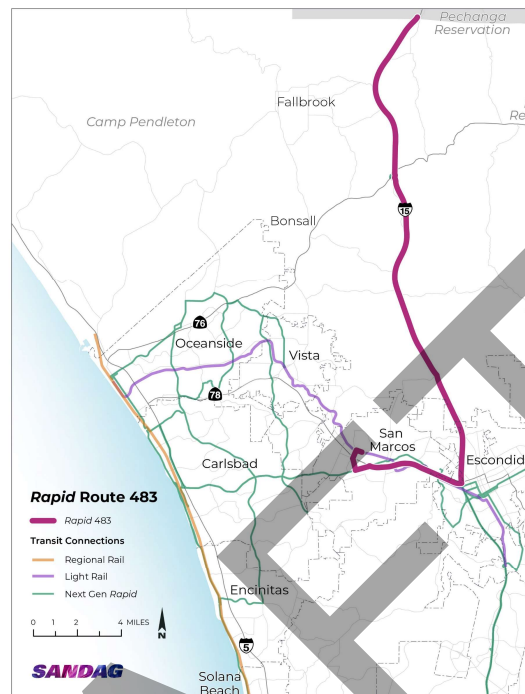 Pechanga
Reservation
Fallbrook
Camp Pendleton
Re
15
Bonsall
76
Oceanside
Vista
78
San
Marcos
Carlsbad
Escondid
Rapid Route 483
Rapid 483
Transit Connections
Regional Rail
Light Rail
Next Gen Rapid
0 2 4 MILES
N
Encinitas
5
SANDAG
Solana
Beach